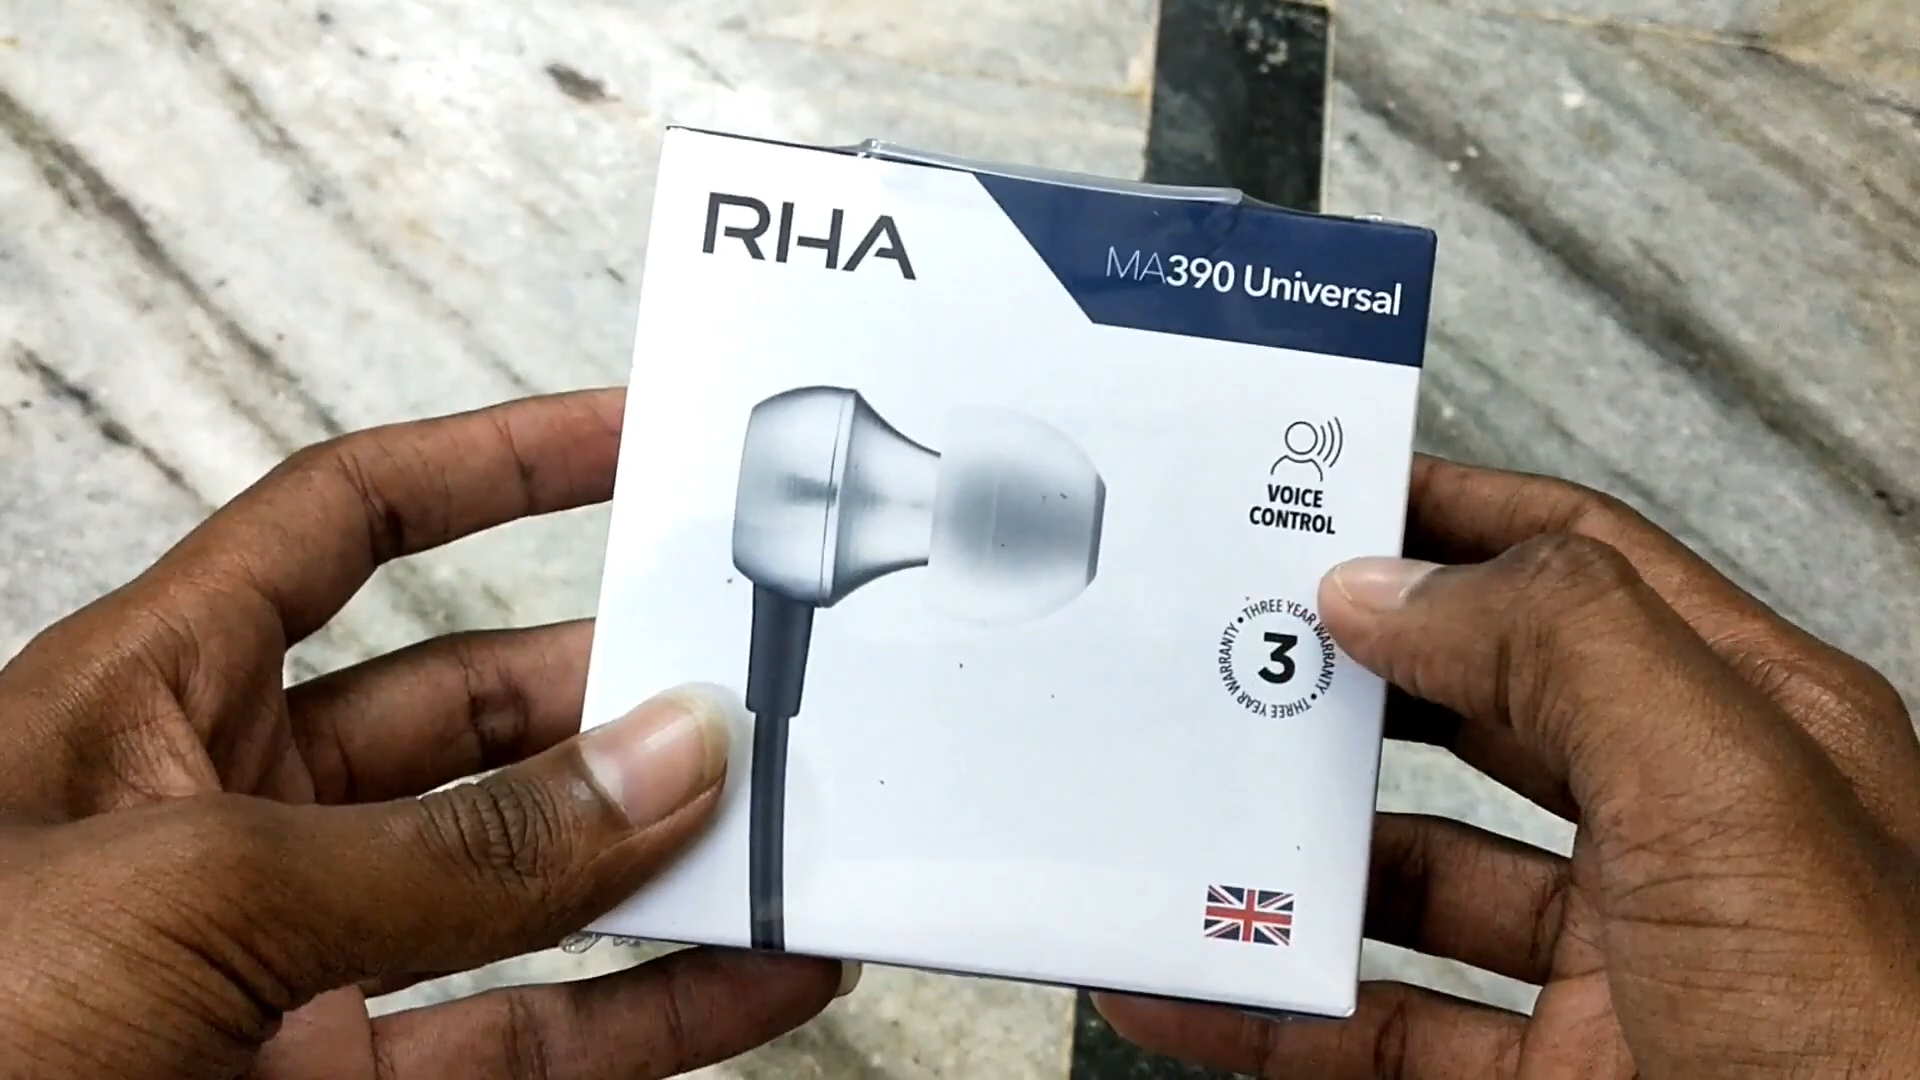 RHA
MA390 Universal
VOICE
CONTROL
• THREE YEAR WARRANTY • THREE YEAR WARRANTY
3